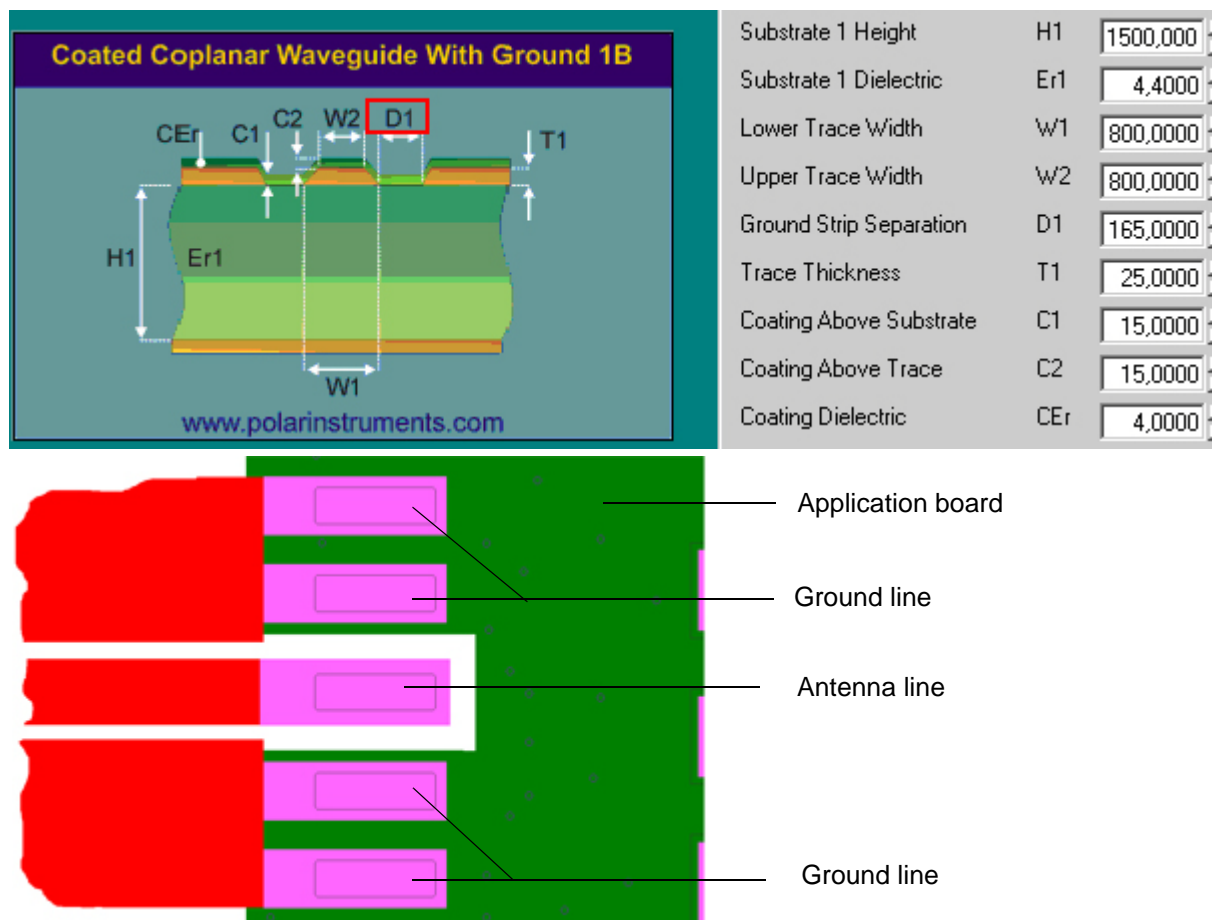 Coated Coplanar Waveguide With Ground 1B
CEr
C1
C2
W2
D1
T1
H1
Er1
W1
www.polarinstruments.com
Substrate 1 Height H1 1500,000
Substrate 1 Dielectric Er1 4,4000
Lower Trace Width W1 800,0000
Upper Trace Width W2 800,0000
Ground Strip Separation D1 165,0000
Trace Thickness T1 25,0000
Coating Above Substrate C1 15,0000
Coating Above Trace C2 15,0000
Coating Dielectric CEr 4,0000
Application board
Ground line
Antenna line
Ground line